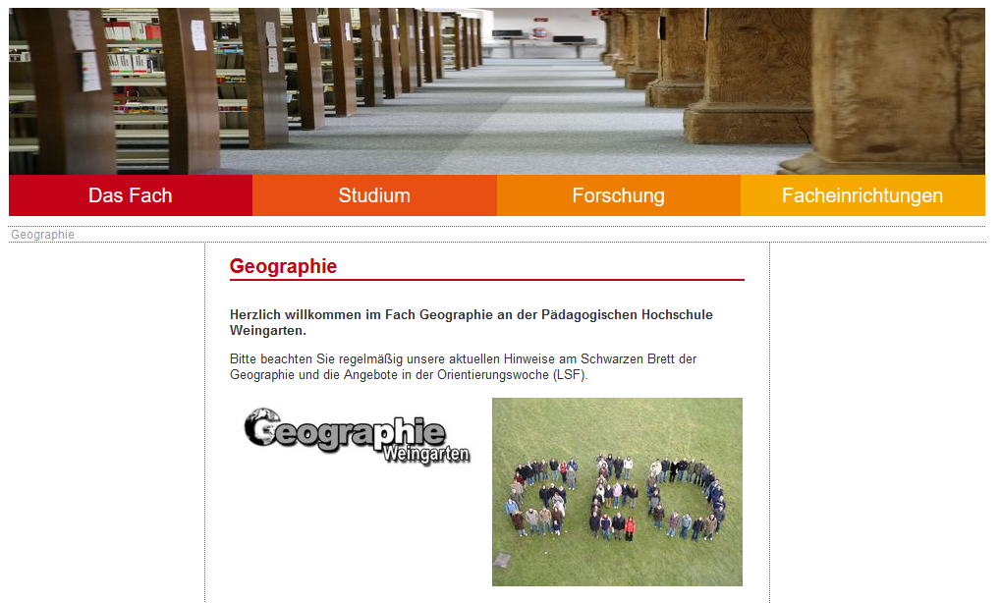 Das Fach Studium Forschung Facheinrichtungen
Geographie
Geographie
Herzlich willkommen im Fach Geographie an der Pädagogischen Hochschule
Weingarten.
Bitte beachten Sie regelmäßig unsere aktuellen Hinweise am Schwarzen Brett der
Geographie und die Angebote in der Orientierungswoche (LSF).
Geographie
Weingarten
GEO